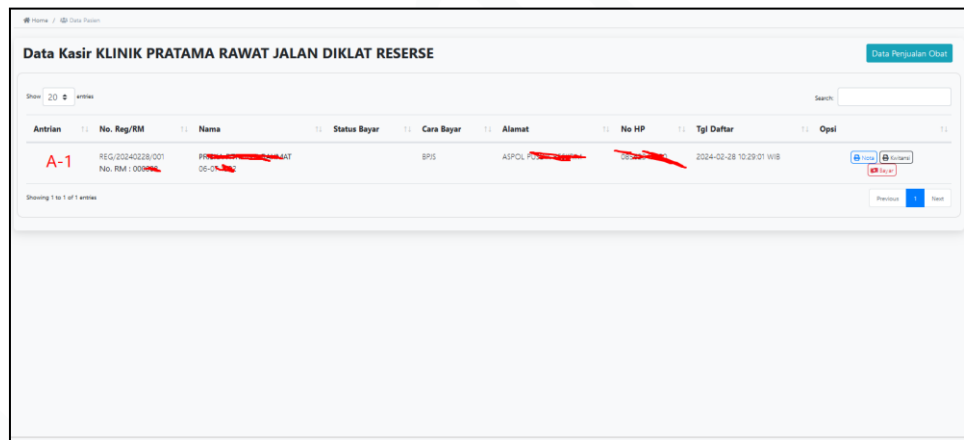 Home / Data Pasien
Data Kasir KLINIK PRATAMA RAWAT JALAN DIKLAT RESERSE
Data Penjualan Obat
Show 20 entries
Search:
Antrian No. Reg/RM Nama Status Bayar Cara Bayar Alamat No HP Tgl Daftar Opsi
A-1 REG/20240228/001 BPJS ASPOL 2024-02-28 10:29:01 WIB Nota Kwitansi
No. RM : Bayar
Showing 1 to 1 of 1 entries
Previous 1 Next